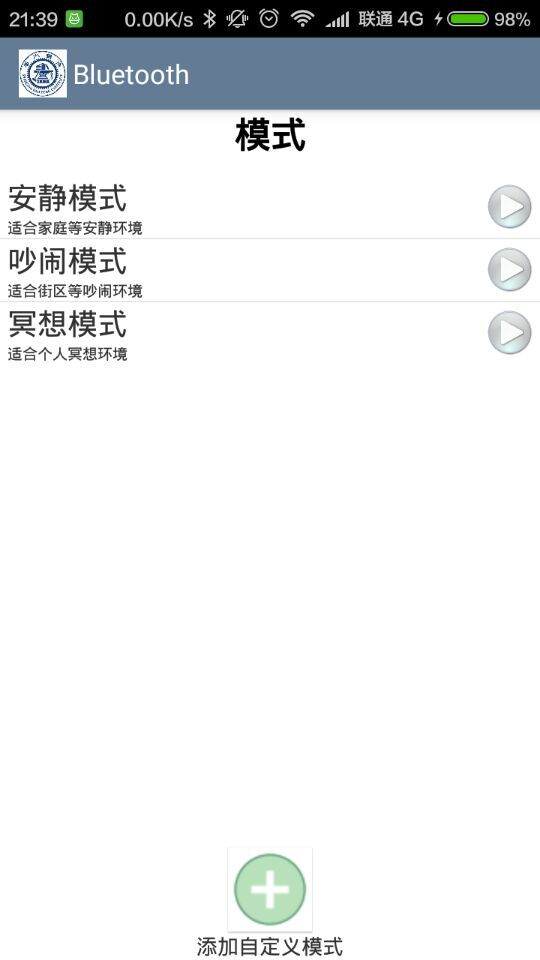 21:39 0.00K/s 联通 4G 98%
Bluetooth
模式
安静模式
适合家庭等安静环境
吵闹模式
适合街区等吵闹环境
冥想模式
适合个人冥想环境
添加自定义模式